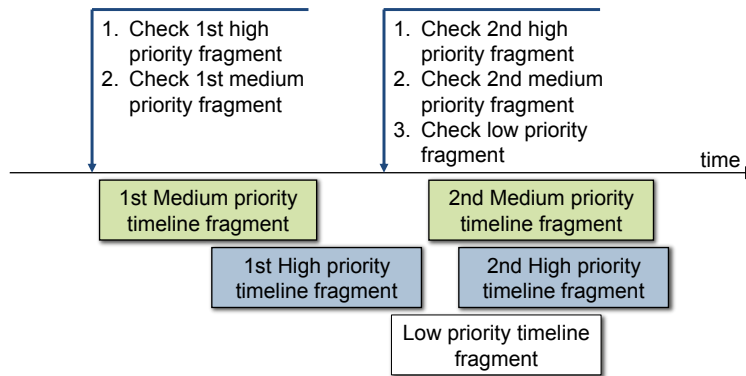 1. Check 1st high
priority fragment
2. Check 1st medium
priority fragment
1. Check 2nd high
priority fragment
2. Check 2nd medium
priority fragment
3. Check low priority
fragment
time
1st Medium priority
timeline fragment
2nd Medium priority
timeline fragment
1st High priority
timeline fragment
2nd High priority
timeline fragment
Low priority timeline
fragment